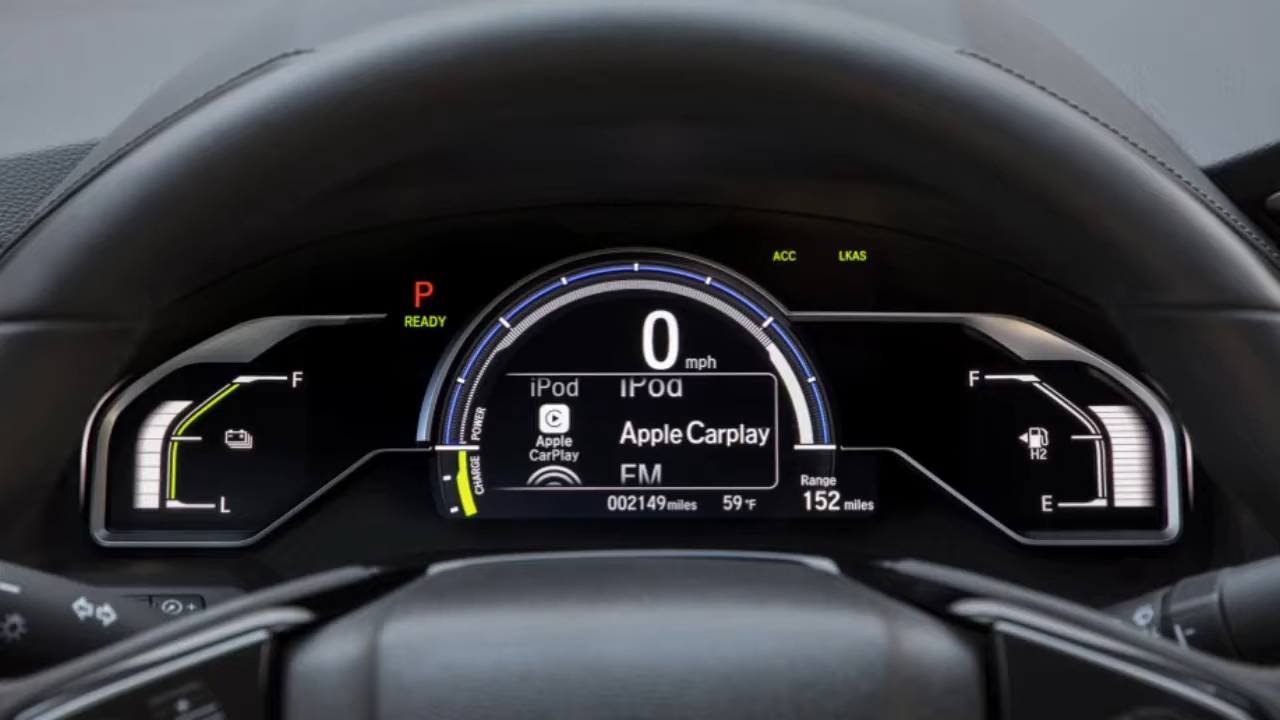 ACC LKAS
P
READY
0 mph
F
L
POWER
CHARGE
iPod
Apple
CarPlay
iPod
Apple Carplay
FM
002149 miles 59 °F
Range
152 miles
F
H2
E